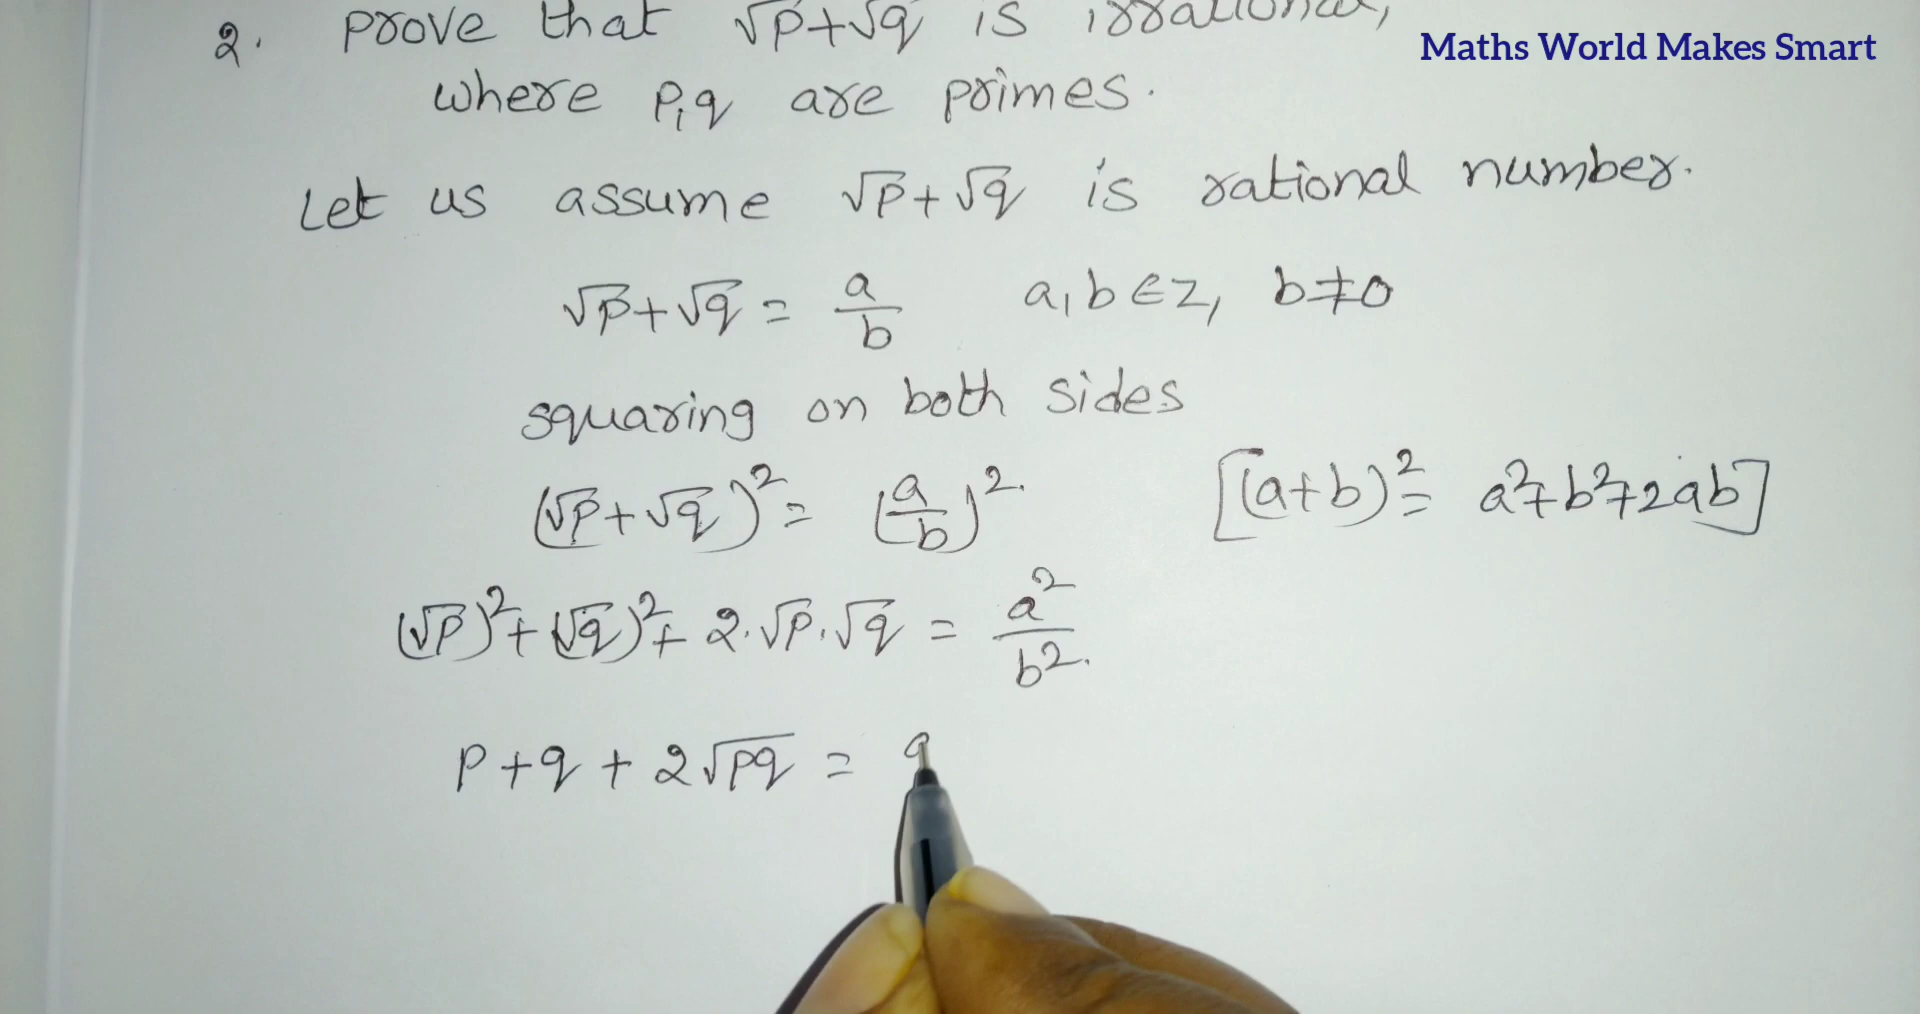 2. Prove that √p+√q is irrational,
Maths World Makes Smart
where p,q are primes.
Let us assume √p+√q is rational number.
√p+√q = a/b a,b∈z, b≠0
squaring on both sides
(√p+√q)²= (a/b)². [(a+b)²= a²+b²+2ab]
(√p)²+(√q)²+2.√p.√q = a²/b².
p+q+2√pq = a